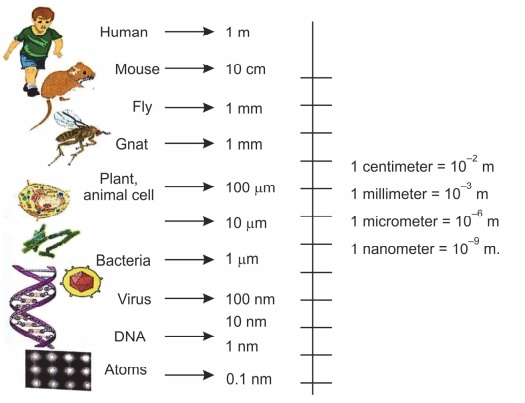 Human 1 m
Mouse 10 cm
Fly 1 mm
Gnat 1 mm
Plant,
animal cell 100 µm
10 µm
Bacteria 1 µm
Virus 100 nm
10 nm
DNA
1 nm
Atoms 0.1 nm
1 centimeter = 10⁻² m
1 millimeter = 10⁻³ m
1 micrometer = 10⁻⁶ m
1 nanometer = 10⁻⁹ m.